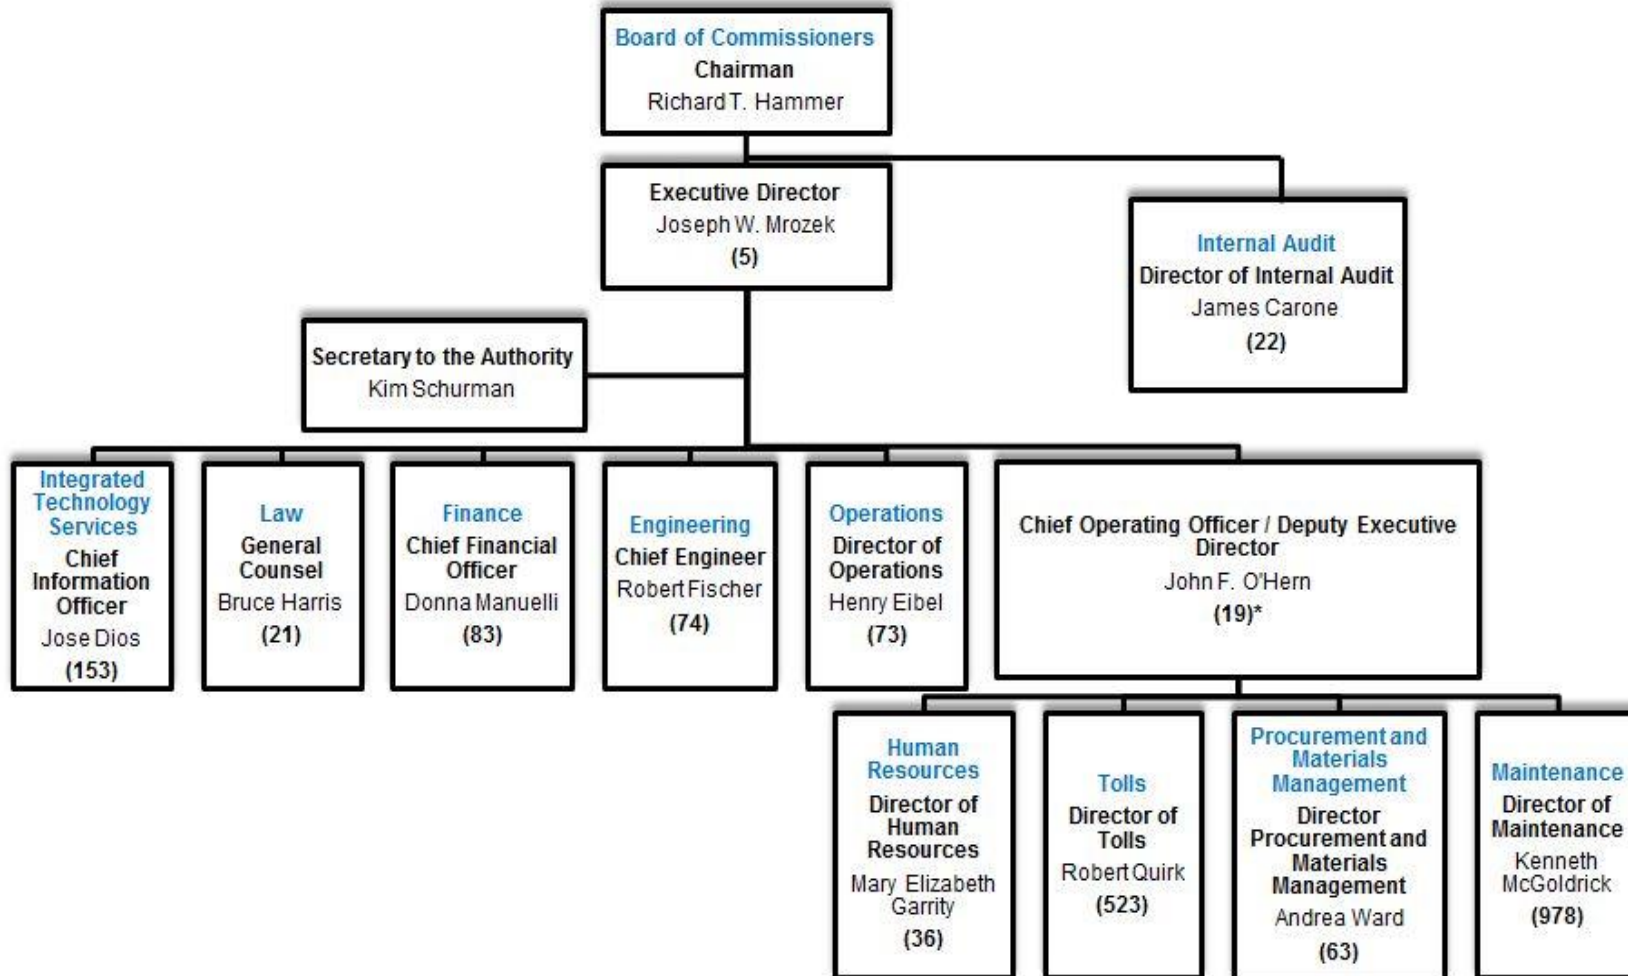 Board of Commissioners
Chairman
Richard T. Hammer
Executive Director
Joseph W. Mrozek
(5)
Internal Audit
Director of Internal Audit
James Carone
(22)
Secretary to the Authority
Kim Schurman
Integrated
Technology
Services
Chief
Information
Officer
Jose Dios
(153)
Law
General
Counsel
Bruce Harris
(21)
Finance
Chief Financial
Officer
Donna Manuelli
(83)
Engineering
Chief Engineer
Robert Fischer
(74)
Operations
Director of
Operations
Henry Eibel
(73)
Chief Operating Officer / Deputy Executive
Director
John F. O'Hern
(19)*
Human
Resources
Director of
Human
Resources
Mary Elizabeth
Garrity
(36)
Tolls
Director of
Tolls
Robert Quirk
(523)
Procurement and
Materials
Management
Director
Procurement and
Materials
Management
Andrea Ward
(63)
Maintenance
Director of
Maintenance
Kenneth
McGoldrick
(978)